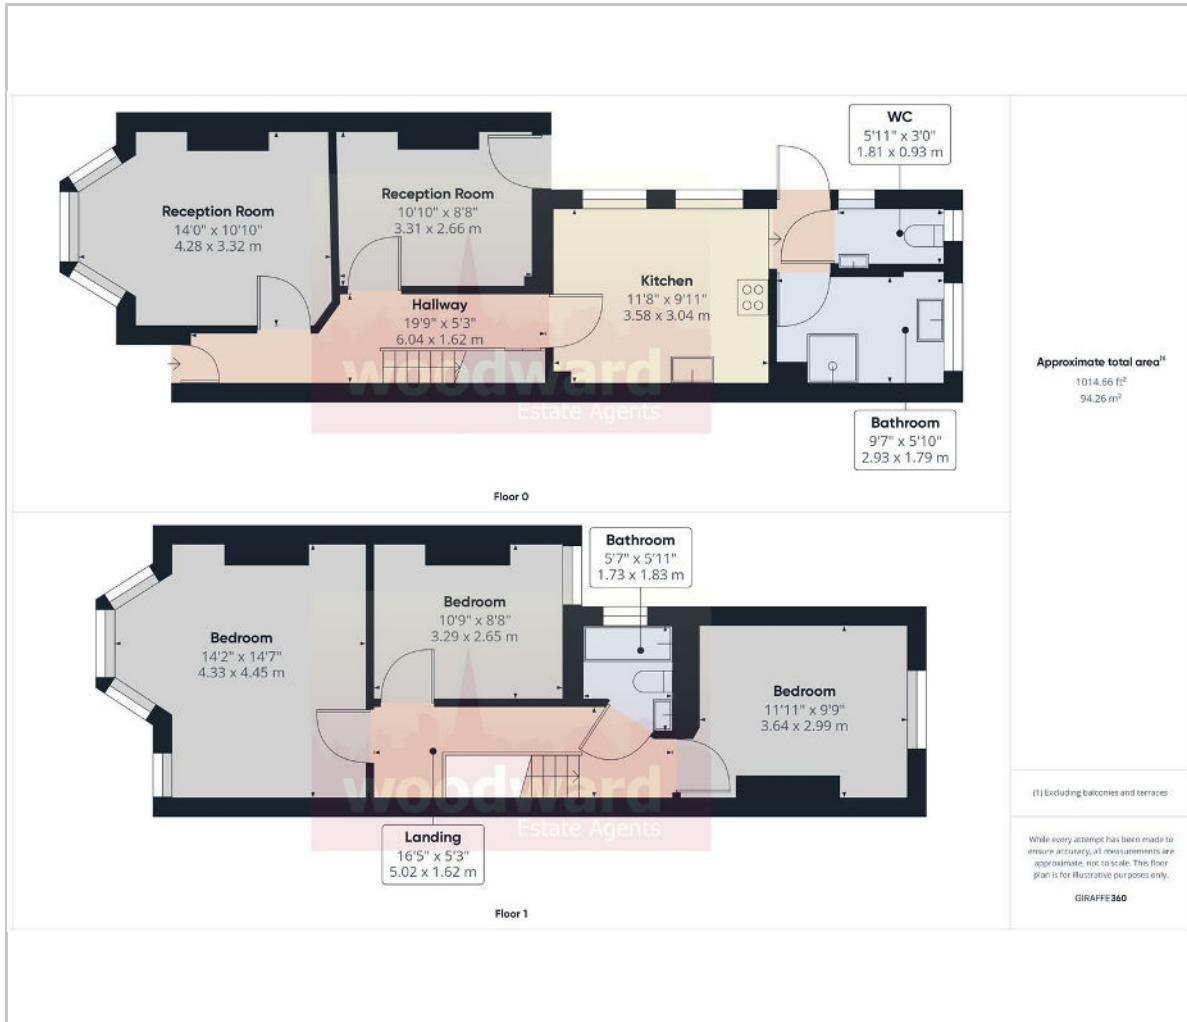 WC
5'11" x 3'0"
1.81 x 0.93 m
Reception Room
14'0" x 10'10"
4.28 x 3.32 m
Reception Room
10'10" x 8'8"
3.31 x 2.66 m
Kitchen
11'8" x 9'11"
3.58 x 3.04 m
Hallway
19'9" x 5'3"
6.04 x 1.62 m
woodward
Estate Agents
Bathroom
9'7" x 5'10"
2.93 x 1.79 m
Floor 0
Approximate total area⁽¹⁾
1014.66 ft²
94.26 m²
Bathroom
5'7" x 5'11"
1.73 x 1.83 m
Bedroom
14'2" x 14'7"
4.33 x 4.45 m
Bedroom
10'9" x 8'8"
3.29 x 2.65 m
Bedroom
11'11" x 9'9"
3.64 x 2.99 m
woodward
Estate Agents
Landing
16'5" x 5'3"
5.02 x 1.62 m
Floor 1
(1) Excluding balconies and terraces
While every attempt has been made to
ensure accuracy, all measurements are
approximate, not to scale. This floor
plan is for illustrative purposes only.
GIRAFFE360